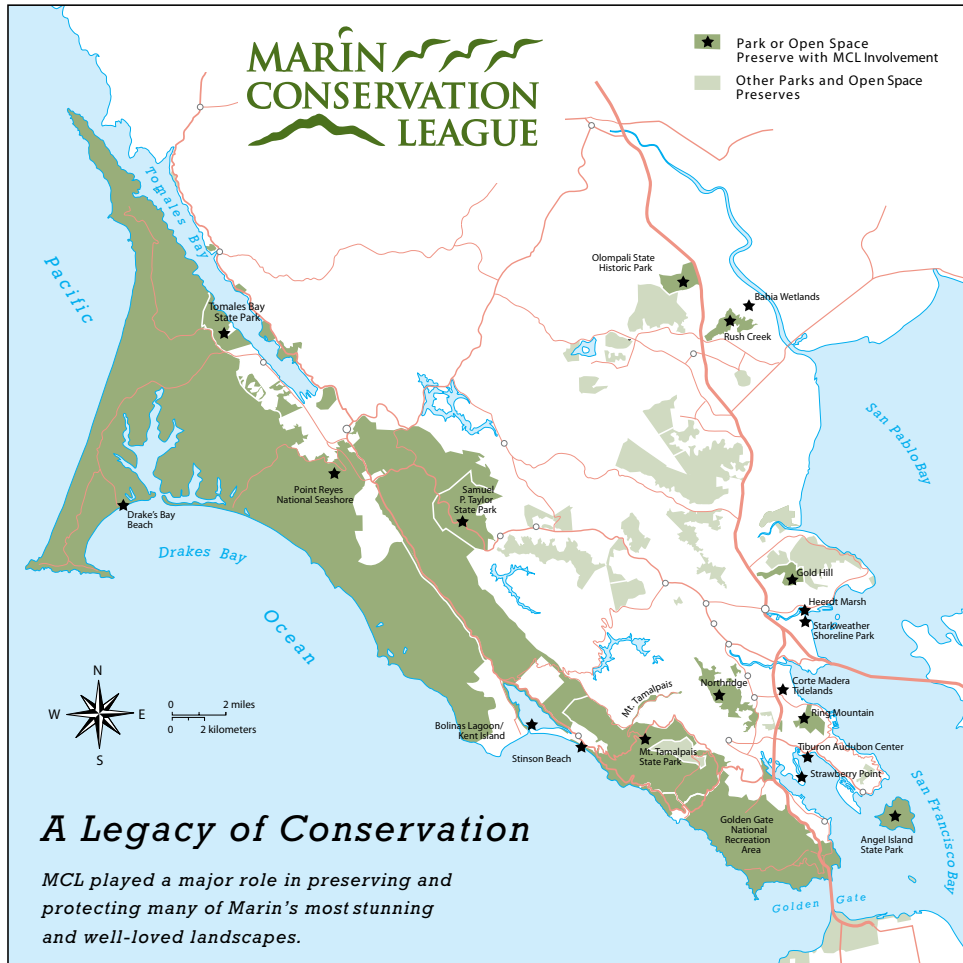 MARIN
CONSERVATION
LEAGUE
Park or Open Space
Preserve with MCL Involvement
Other Parks and Open Space
Preserves
Tomales Bay
Pacific
Olompali State
Historic Park
Bahia Wetlands
Rush Creek
Tomales Bay
State Park
San Pablo Bay
Point Reyes
National Seashore
Samuel
P. Taylor
State Park
Drake's Bay
Beach
Drakes Bay
Gold Hill
Heerdt Marsh
Starkweather
Shoreline Park
Ocean
N
W
E
S
0
2 miles
0
2 kilometers
Mt. Tamalpais
Northridge
Corte Madera
Tidelands
Ring Mountain
Bolinas Lagoon/
Kent Island
Stinson Beach
Mt. Tamalpais
State Park
Tiburon Audubon Center
Strawberry Point
San Francisco Bay
Golden Gate
National
Recreation
Area
Angel Island
State Park
Golden Gate
A Legacy of Conservation
MCL played a major role in preserving and
protecting many of Marin's most stunning
and well-loved landscapes.